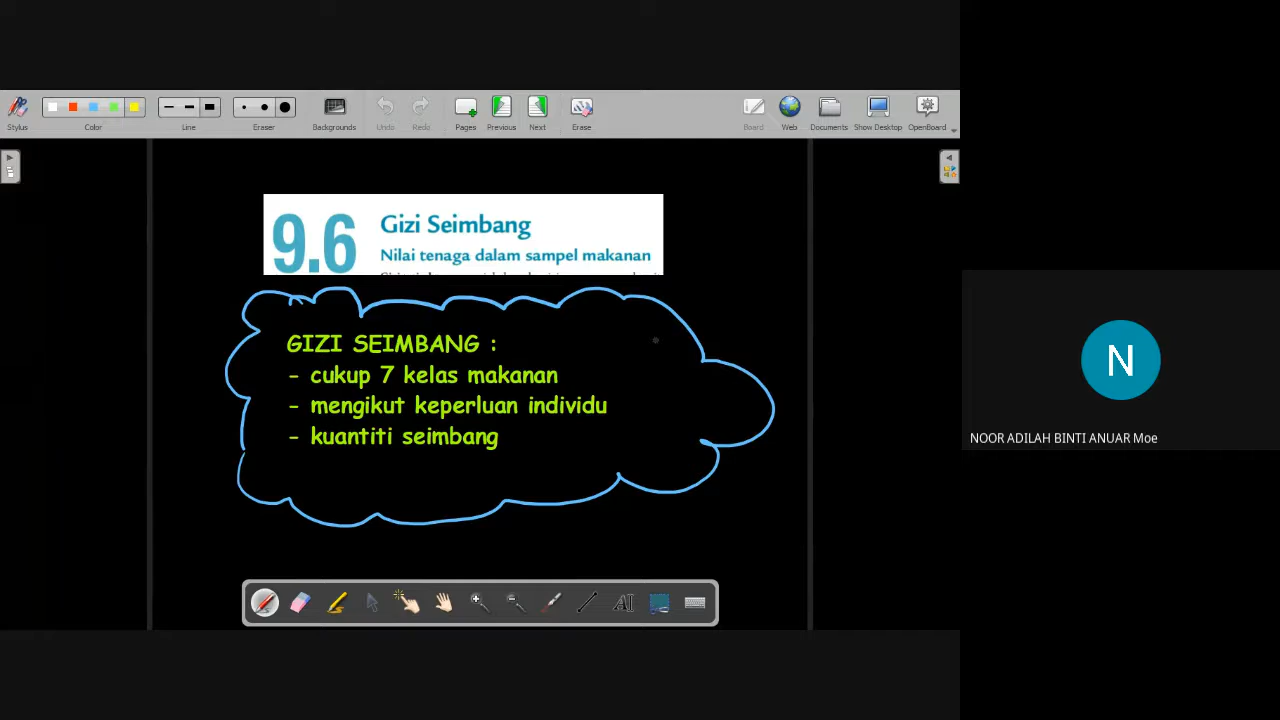 Stylus
Color
Line
Eraser
Backgrounds
Undo
Redo
Pages
Previous
Next
Erase
Board
Web
Documents
Show Desktop
OpenBoard
9.6 Gizi Seimbang
Nilai tenaga dalam sampel makanan
GIZI SEIMBANG :
- cukup 7 kelas makanan
- mengikut keperluan individu
- kuantiti seimbang
AI
N
NOOR ADILAH BINTI ANUAR Moe